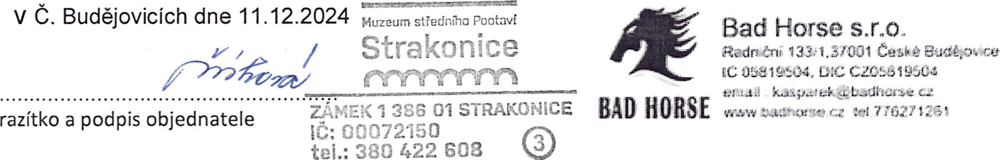 v Č. Budějovicích dne 11.12.2024
razítko a podpis objednatele
Muzeum středního Pootaví
Strakonice
ZÁMEK 1 386 01 STRAKONICE
IČ: 00072150
tel.: 380 422 608
3
BAD HORSE
Bad Horse s.r.o.
Radniční 133/1,37001 České Budějovice
IC 05819504, DIC CZ05819504
email : kasparek@badhorse.cz
www.badhorse.cz tel.776271261